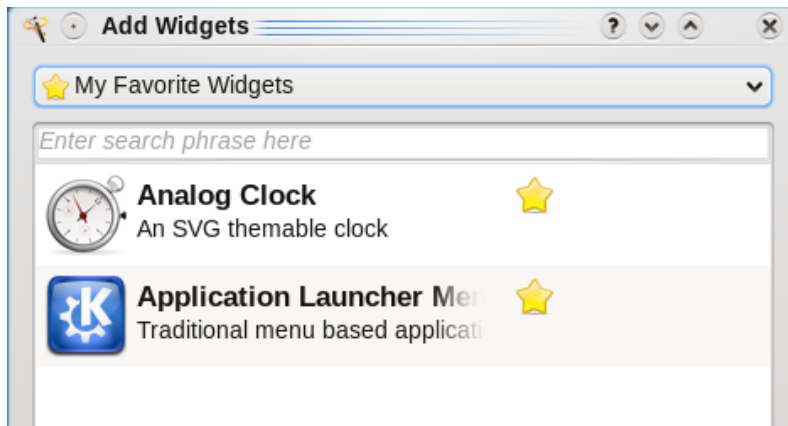 Add Widgets
My Favorite Widgets
Enter search phrase here
Analog Clock
An SVG themable clock
Application Launcher Men
Traditional menu based applicati